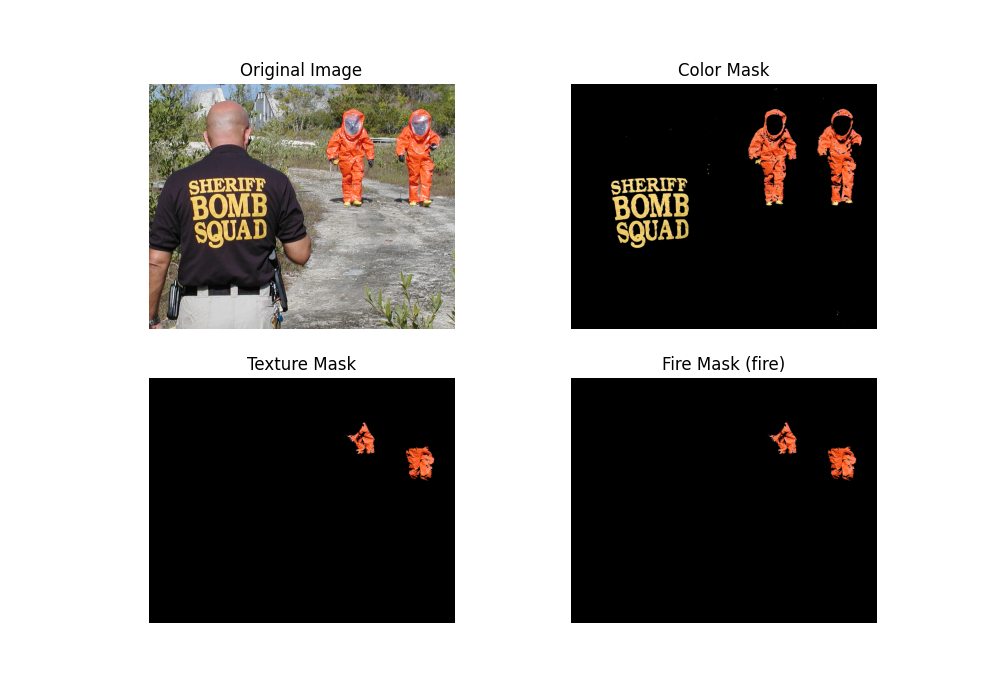 Original Image
Color Mask
SHERIFF
BOMB
SQUAD
SHERIFF
BOMB
SQUAD
Texture Mask
Fire Mask (fire)